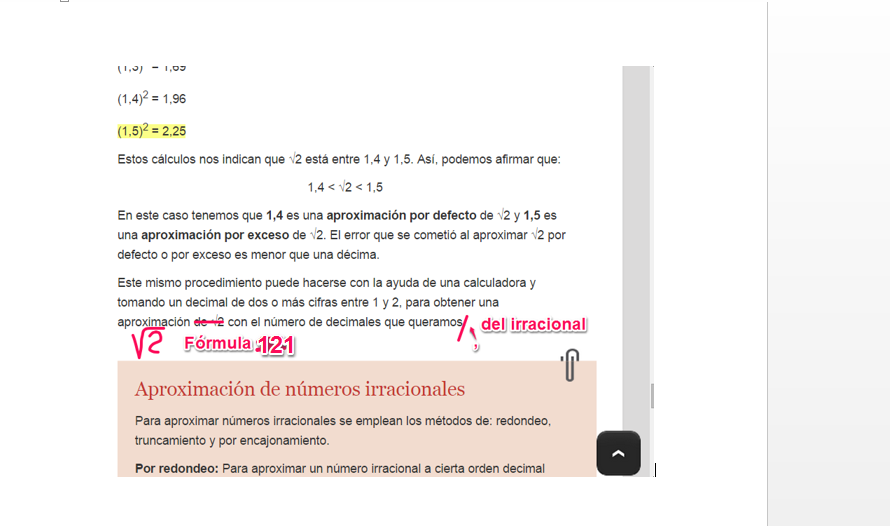 (1,3)² = 1,69
(1,4)² = 1,96
(1,5)² = 2,25
Estos cálculos nos indican que √2 está entre 1,4 y 1,5. Así, podemos afirmar que:
1,4 < √2 < 1,5
En este caso tenemos que 1,4 es una aproximación por defecto de √2 y 1,5 es
una aproximación por exceso de √2. El error que se cometió al aproximar √2 por
defecto o por exceso es menor que una décima.
Este mismo procedimiento puede hacerse con la ayuda de una calculadora y
tomando un decimal de dos o más cifras entre 1 y 2, para obtener una
aproximación de √2 con el número de decimales que queramos / , del irracional
√2 Fórmula 121
Aproximación de números irracionales
Para aproximar números irracionales se emplean los métodos de: redondeo,
truncamiento y por encajonamiento.
Por redondeo: Para aproximar un número irracional a cierta orden decimal